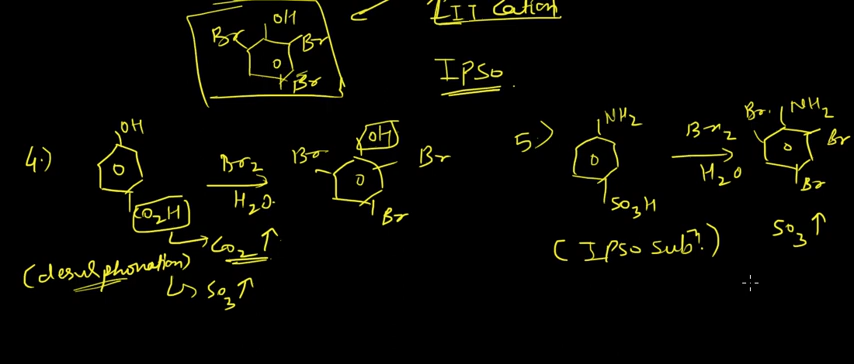 OH
Br
Br
O
Br
IIT Cation
IPSO
4.)
OH
O
CO2H
Br2
H2O
OH
Br
Br
O
Br
CO2 ↑
(desulphonation)
SO3 ↑
5.)
NH2
O
SO3H
Br2
H2O
Br
NH2
Br
O
Br
(IPSO subⁿ.)
SO3 ↑